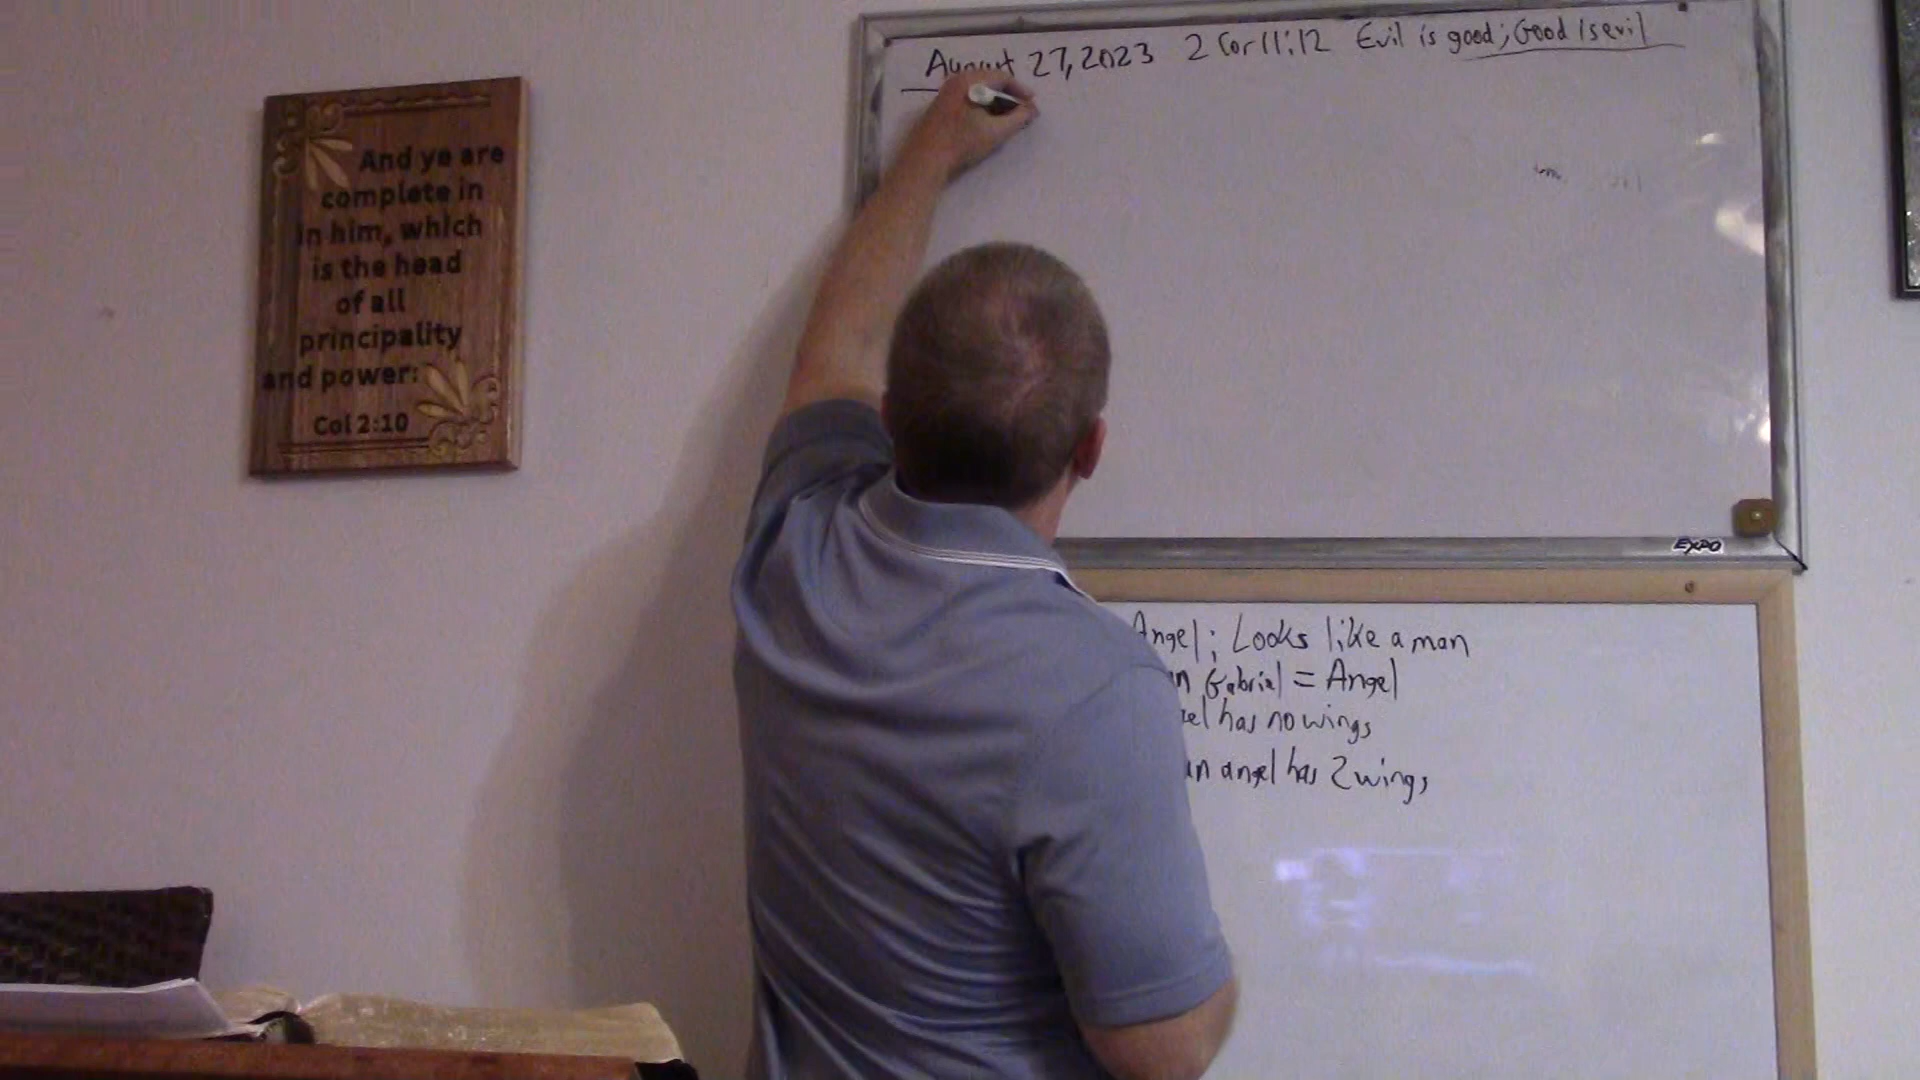 And ye are
complete in
in him, which
is the head
of all
principality
and power:
Col 2:10
August 27, 2023 2 Cor 11:12 Evil is good; Good is evil
EXPO
Angel; Looks like a man
Gabriel = Angel
has no wings
an angel has 2 wings